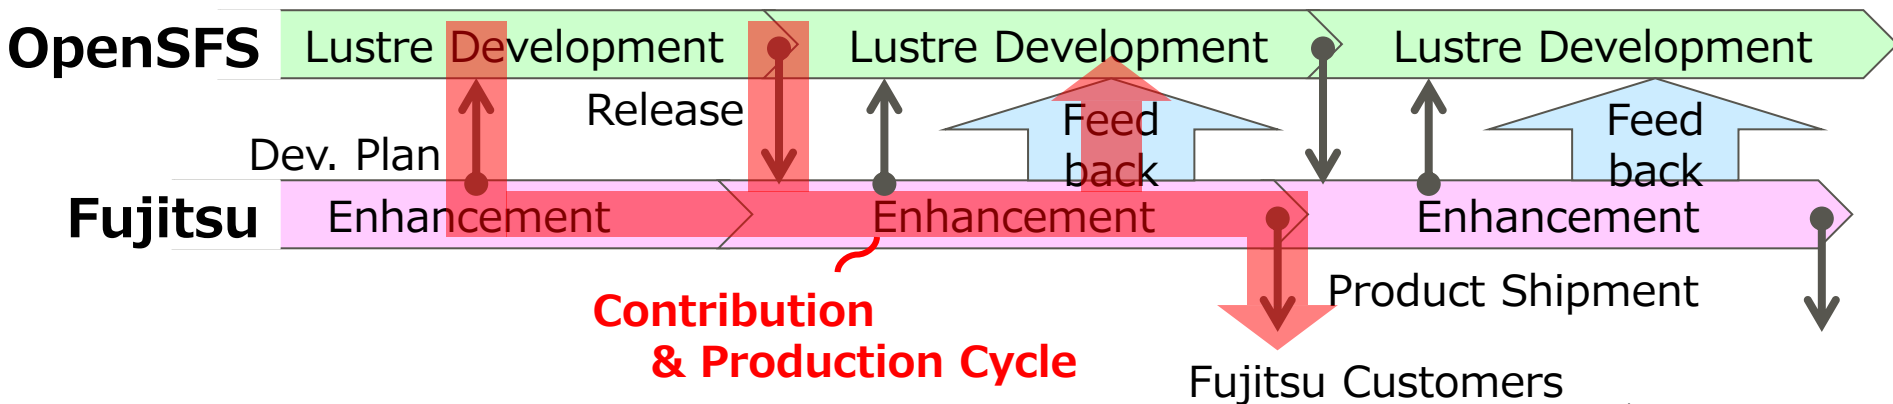 OpenSFS
Lustre Development
Lustre Development
Lustre Development
Release
Dev. Plan
Feed
back
Feed
back
Fujitsu
Enhancement
Enhancement
Enhancement
Contribution
& Production Cycle
Product Shipment
Fujitsu Customers